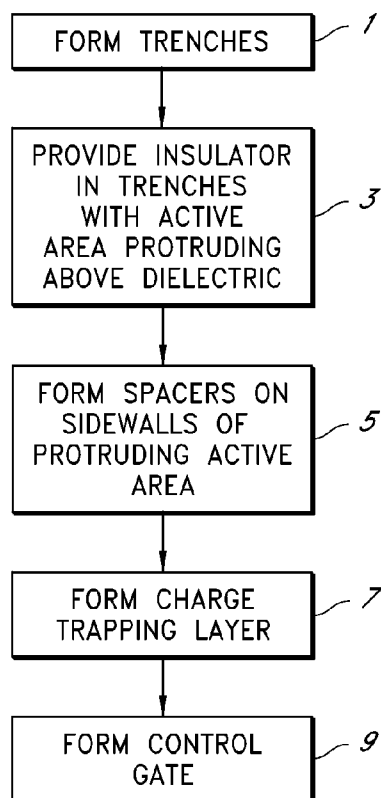 FORM TRENCHES
1
PROVIDE INSULATOR
IN TRENCHES
WITH ACTIVE
AREA PROTRUDING
ABOVE DIELECTRIC
3
FORM SPACERS ON
SIDEWALLS OF
PROTRUDING ACTIVE
AREA
5
FORM CHARGE
TRAPPING LAYER
7
FORM CONTROL
GATE
9